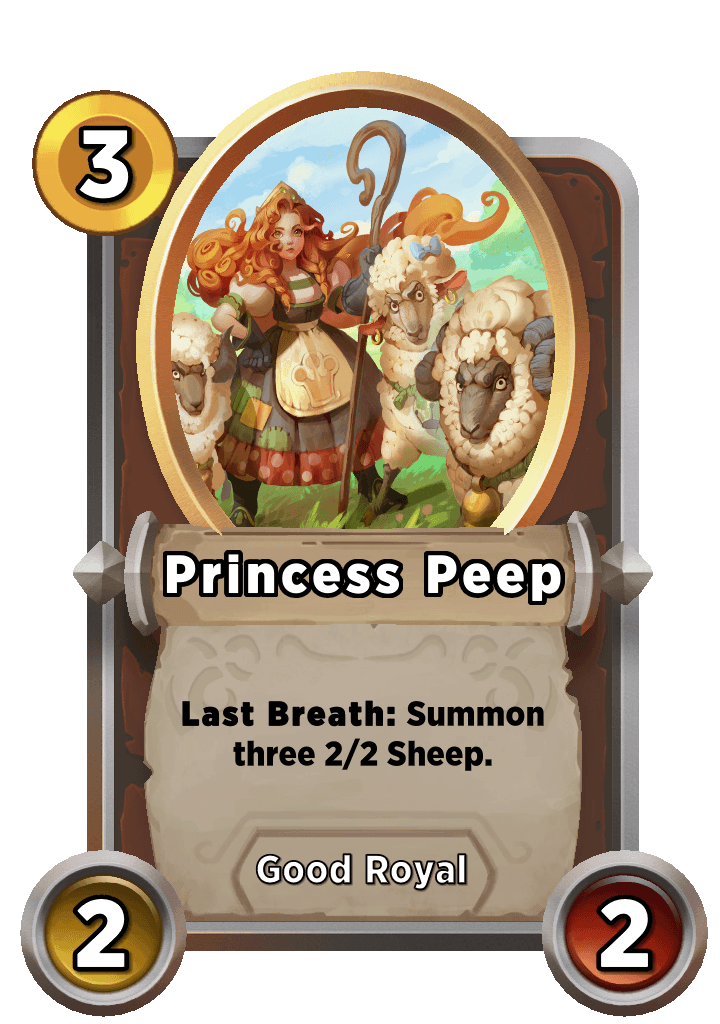 3
Princess Peep
Last Breath: Summon
three 2/2 Sheep.
Good Royal
2
2